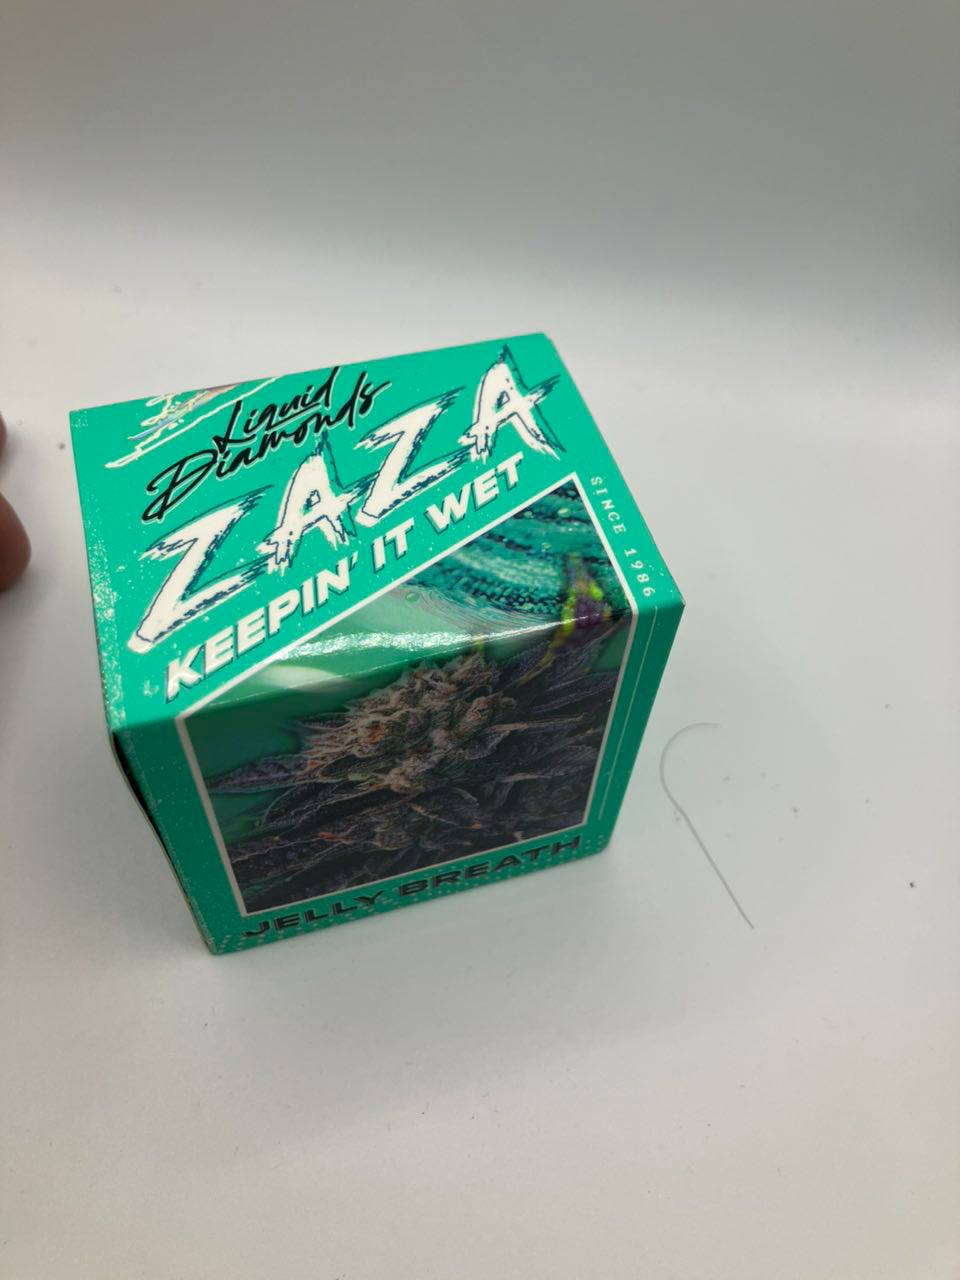 Liquid
Diamonds
ZAZA
KEEPIN' IT WET
SINCE 1986
JELLY BREATH